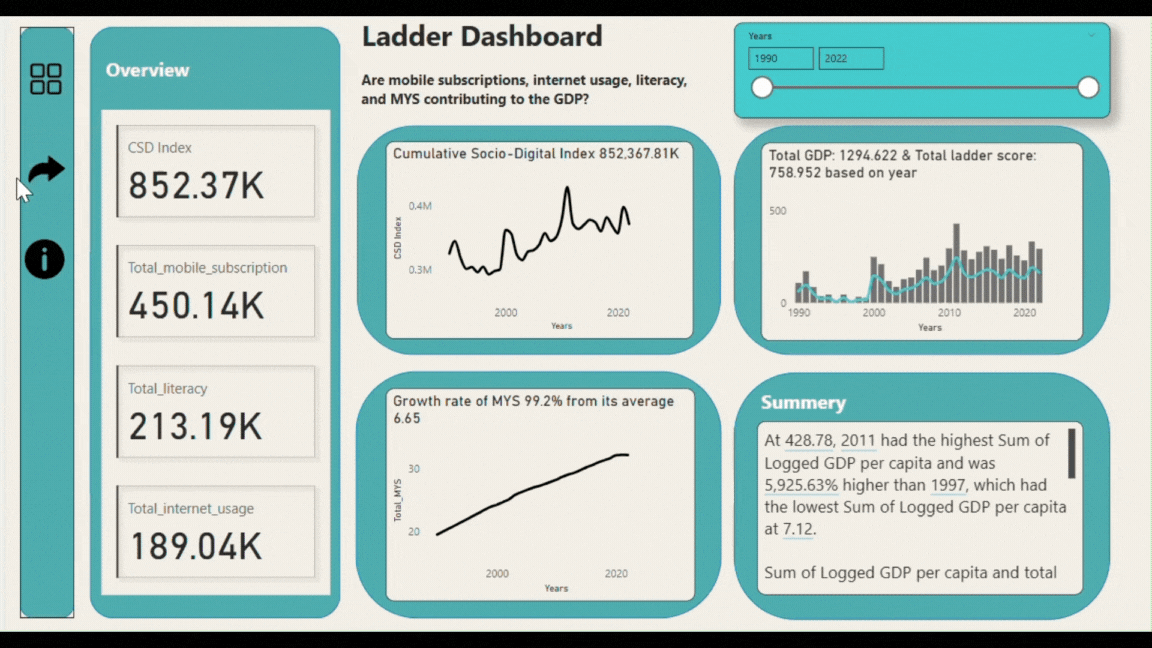 Overview
CSD Index
852.37K
Total_mobile_subscription
450.14K
Total_literacy
213.19K
Total_internet_usage
189.04K
Ladder Dashboard
Are mobile subscriptions, internet usage, literacy,
and MYS contributing to the GDP?
Years
1990 2022
Cumulative Socio-Digital Index 852,367.81K
CSD Index
0.4M
0.3M
2000 2020
Years
Total GDP: 1294.622 & Total ladder score:
758.952 based on year
500
0
1990 2000 2010 2020
Years
Growth rate of MYS 99.2% from its average
6.65
Total_MYS
30
20
2000 2020
Years
Summery
At 428.78, 2011 had the highest Sum of
Logged GDP per capita and was
5,925.63% higher than 1997, which had
the lowest Sum of Logged GDP per capita
at 7.12.
Sum of Logged GDP per capita and total